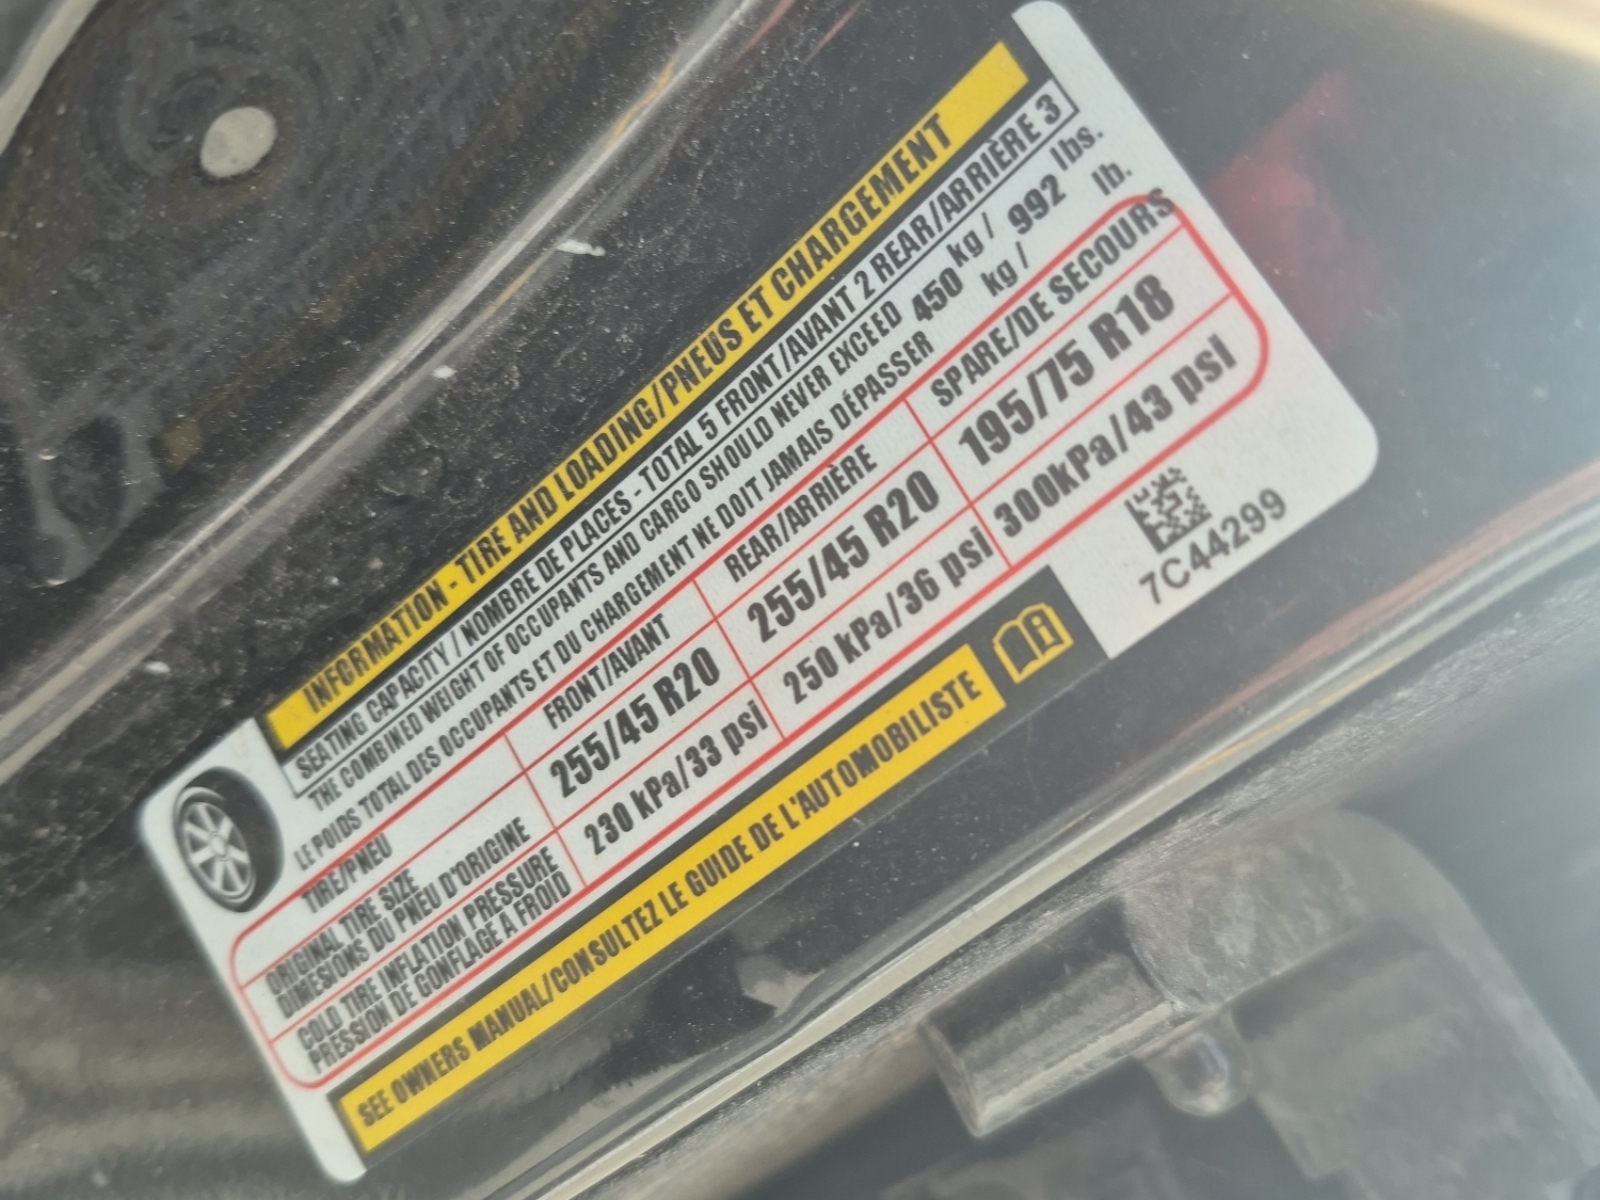 INFORMATION - TIRE AND LOADING/PNEUS ET CHARGEMENT
SEATING CAPACITY / NOMBRE DE PLACES - TOTAL 5 FRONT/AVANT 2 REAR/ARRIÈRE 3
THE COMBINED WEIGHT OF OCCUPANTS AND CARGO SHOULD NEVER EXCEED 450 kg / 992 lbs.
LE POIDS TOTAL DES OCCUPANTS ET DU CHARGEMENT NE DOIT JAMAIS DÉPASSER kg / lb.
TIRE/PNEU FRONT/AVANT REAR/ARRIÈRE SPARE/DE SECOURS
ORIGINAL TIRE SIZE
DIMESIONS DU PNEU D'ORIGINE 255/45 R20 255/45 R20 195/75 R18
COLD TIRE INFLATION PRESSURE
PRESSION DE GONFLAGE A FROID 230 kPa/33 psi 250 kPa/36 psi 300kPa/43 psi
SEE OWNERS MANUAL/CONSULTEZ LE GUIDE DE L'AUTOMOBILISTE
7C44299